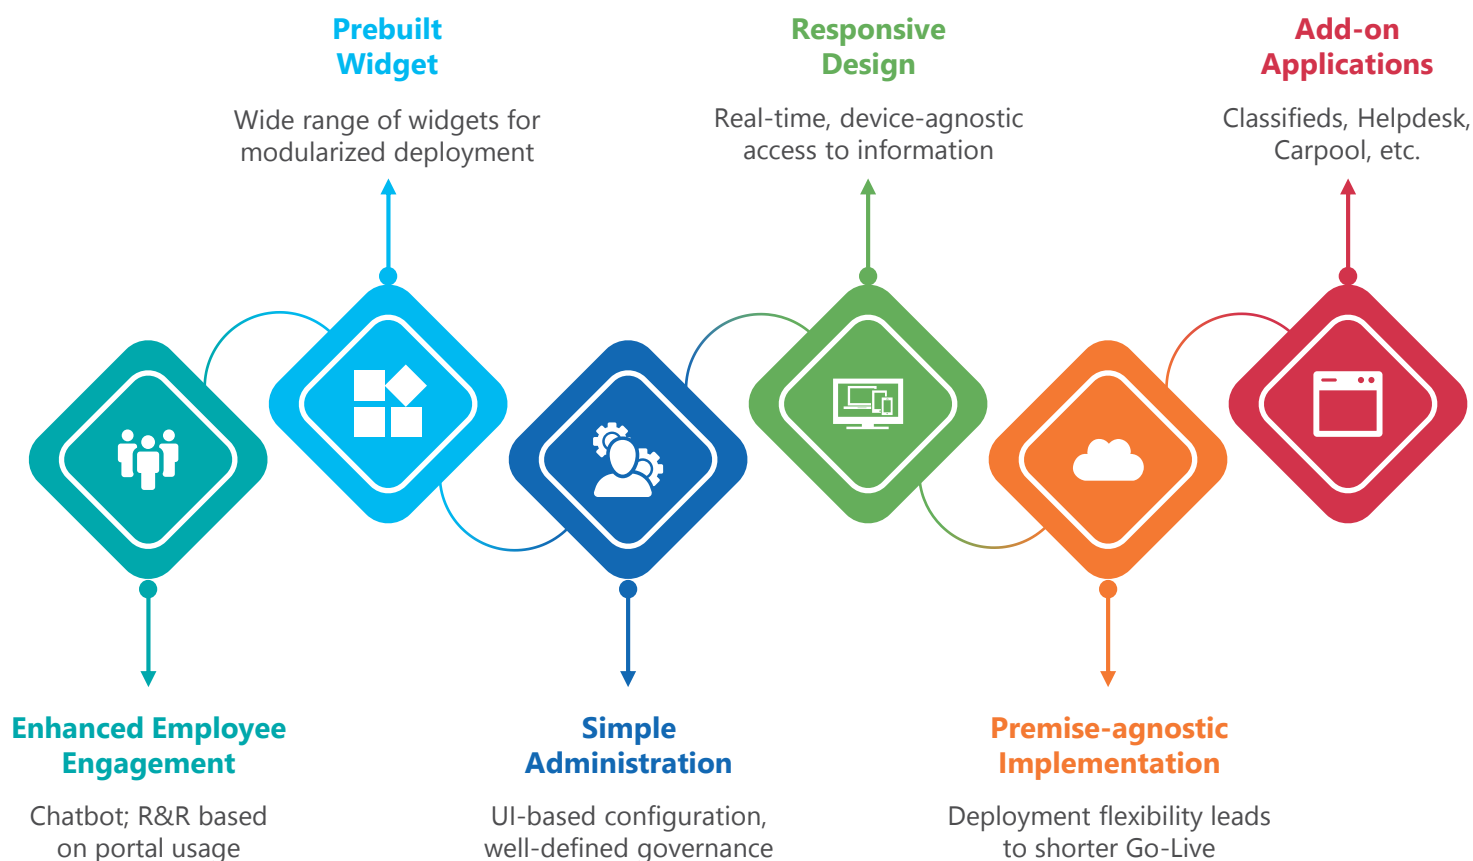 Prebuilt
Widget
Wide range of widgets for
modularized deployment
Responsive
Design
Real-time, device-agnostic
access to information
Add-on
Applications
Classifieds, Helpdesk,
Carpool, etc.
Enhanced Employee
Engagement
Chatbot; R&R based
on portal usage
Simple
Administration
UI-based configuration,
well-defined governance
Premise-agnostic
Implementation
Deployment flexibility leads
to shorter Go-Live